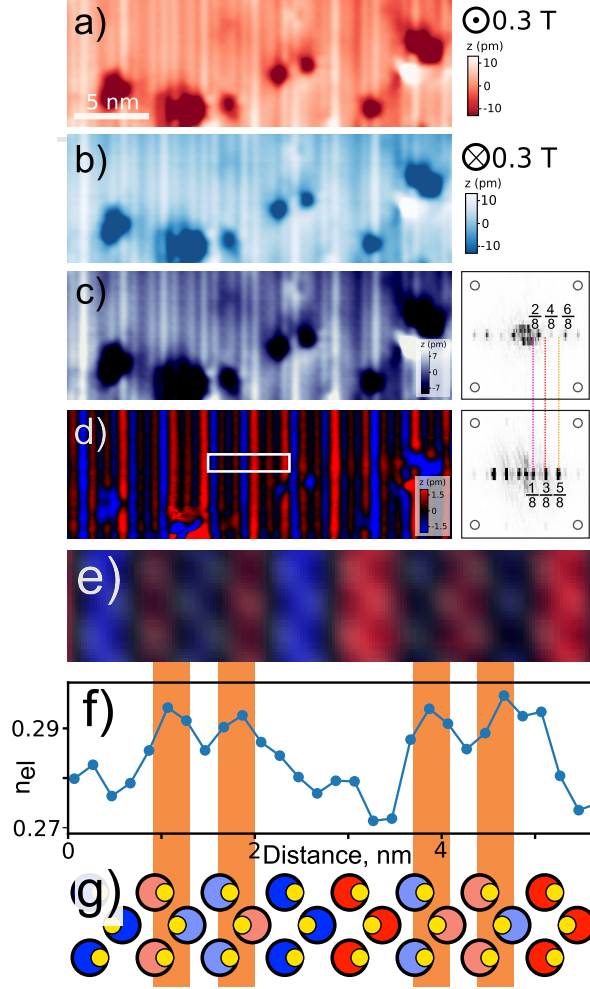 a)
5 nm
0.3 T
z (pm)
10
0
-10
b)
0.3 T
z (pm)
10
0
-10
c)
z (pm)
7
0
-7
2/8 4/8 6/8
d)
z (pm)
1.5
0
-1.5
1/8 3/8 5/8
e)
f)
nel
0.29
0.27
0 2 4
Distance, nm
g)